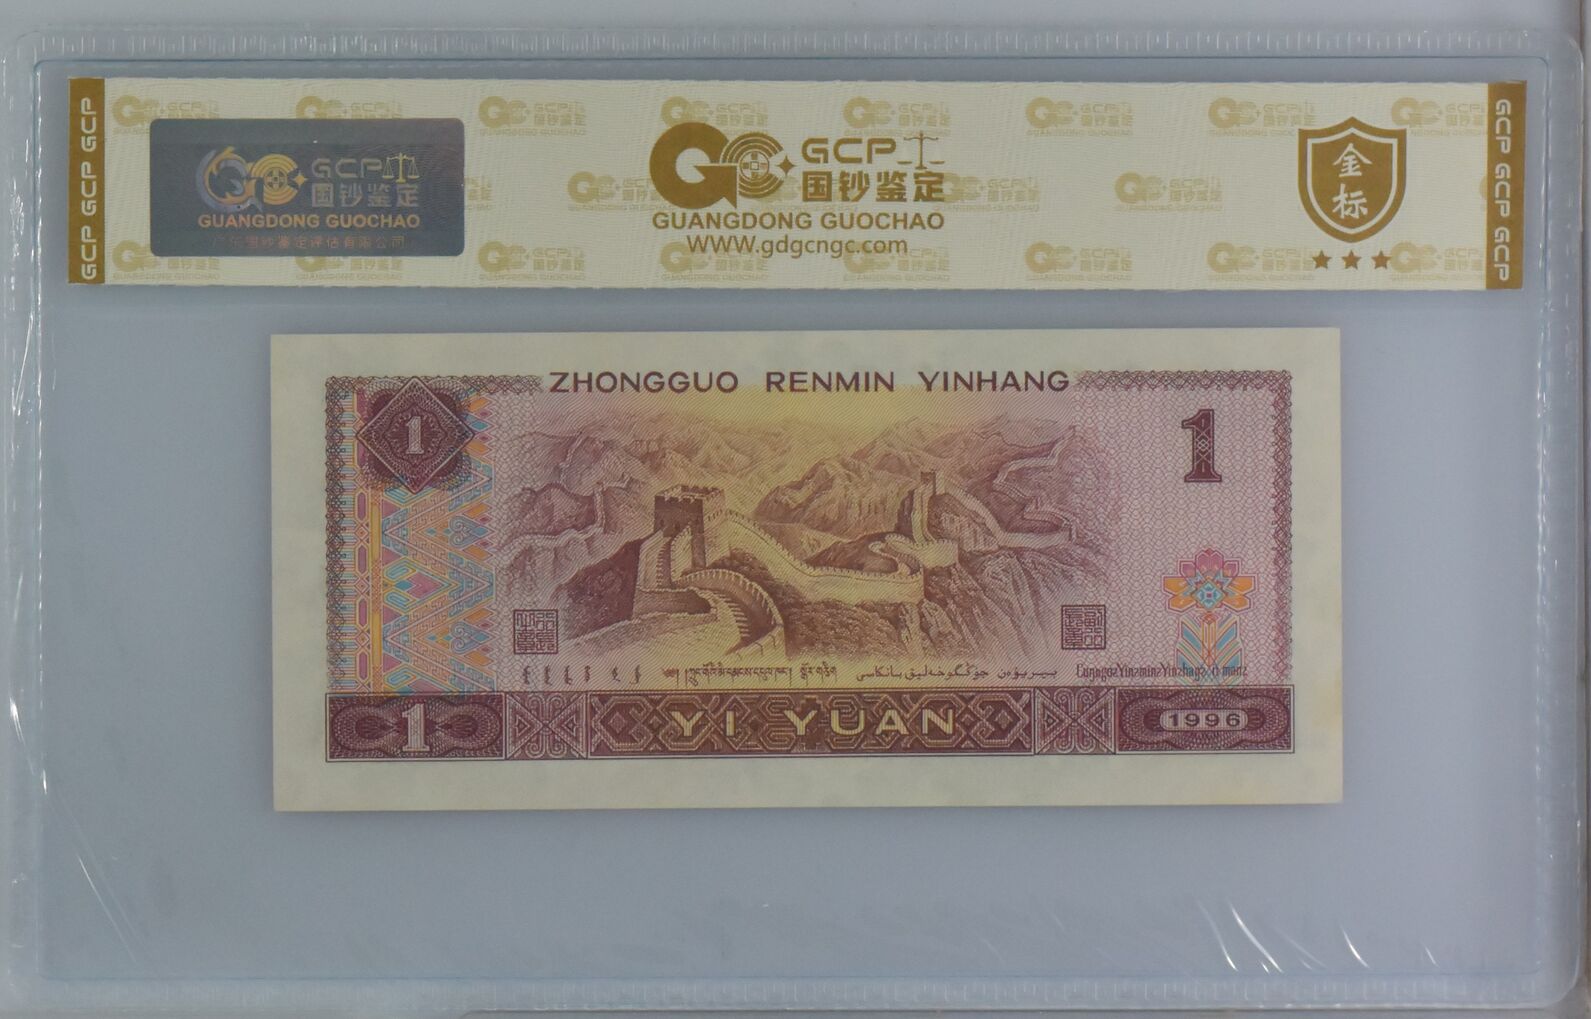 GCP GCP GCP
GCP
国钞鉴定
GUANGDONG GUOCHAO
广东国钞鉴定评估有限公司
GCP
国钞鉴定
GUANGDONG GUOCHAO
WWW.gdgcngc.com
金标
GCP GCP GCP
ZHONGGUO RENMIN YINHANG
1
1
1
YI YUAN
1996